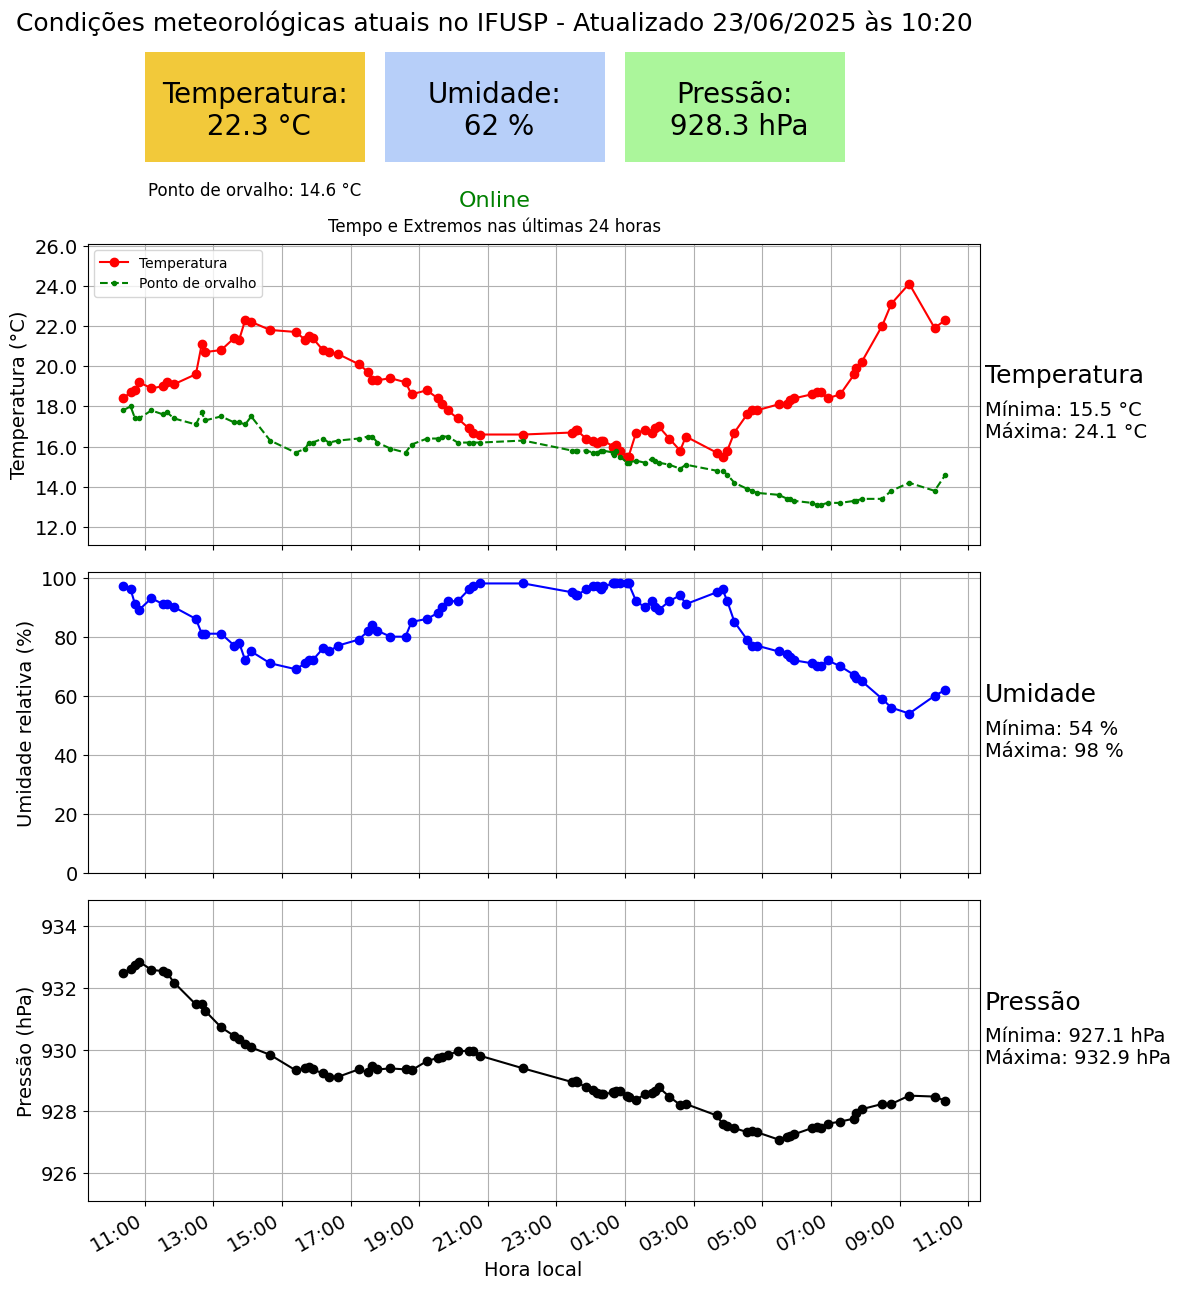 Condições meteorológicas atuais no IFUSP - Atualizado 23/06/2025 às 10:20
Temperatura:
22.3 °C
Umidade:
62 %
Pressão:
928.3 hPa
Ponto de orvalho: 14.6 °C
Online
Tempo e Extremos nas últimas 24 horas
Temperatura
Ponto de orvalho
Temperatura (°C)
26.0
24.0
22.0
20.0
18.0
16.0
14.0
12.0
Temperatura
Mínima: 15.5 °C
Máxima: 24.1 °C
Umidade relativa (%)
100
80
60
40
20
0
Umidade
Mínima: 54 %
Máxima: 98 %
Pressão (hPa)
934
932
930
928
926
Pressão
Mínima: 927.1 hPa
Máxima: 932.9 hPa
11:00 13:00 15:00 17:00 19:00 21:00 23:00 01:00 03:00 05:00 07:00 09:00 11:00
Hora local